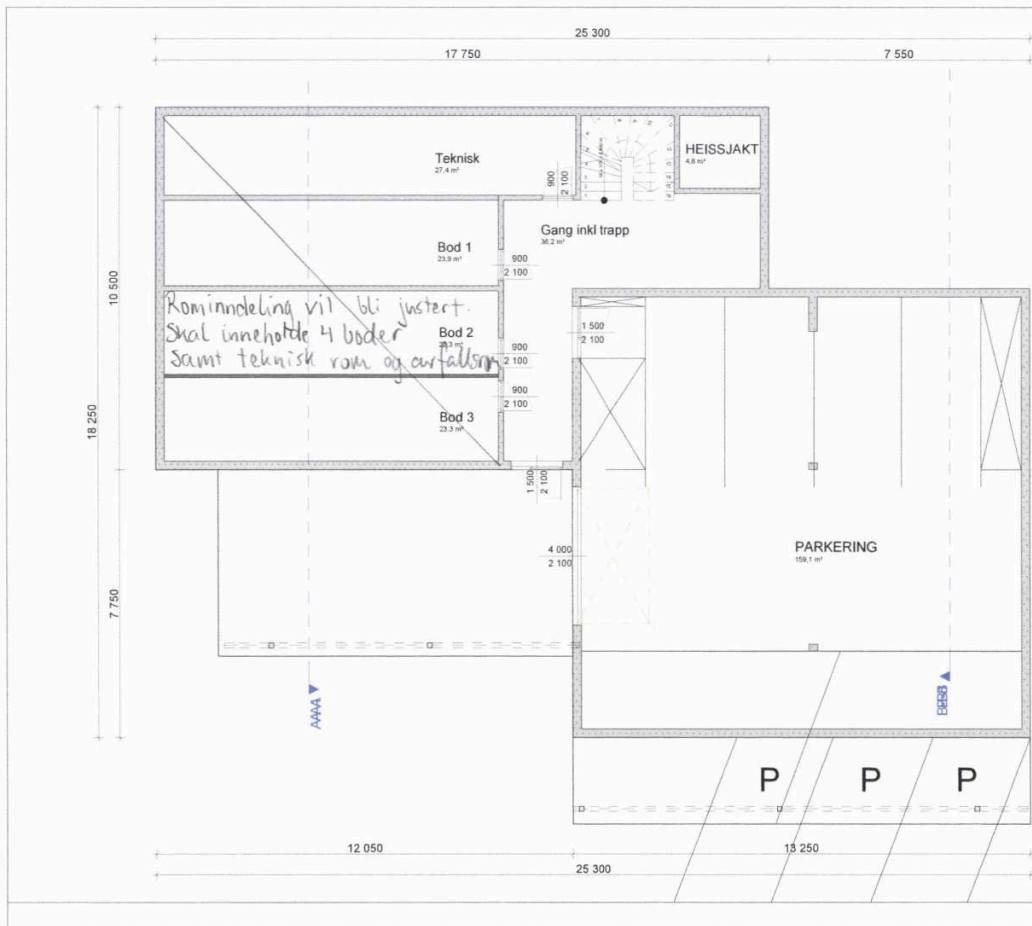 25 300
17 750
7 550
Teknisk
27,4 m²
HEISSJAKT
4,8 m²
900
2 100
Gang inkl trapp
36,2 m²
Bod 1
23,9 m²
900
2 100
10 500
18 250
7 750
Rominndeling vil bli justert.
Skal inneholde 4 boder
Samt teknisk rom og avfallsrom
Bod 2
900
2 100
1 500
2 100
Bod 3
23,3 m²
900
2 100
1 500
2 100
4 000
2 100
PARKERING
159,1 m²
P
P
P
12 050
13 250
25 300